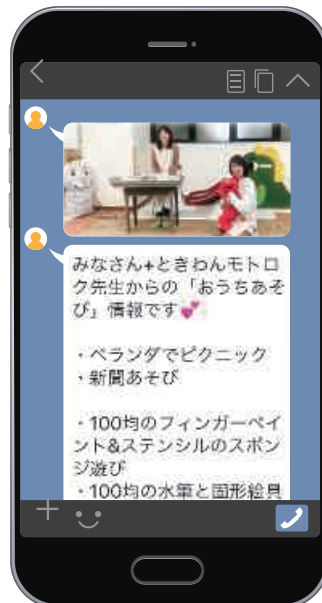 みなさん+ときわんモトロ
ク先生からの「おうちあそ
び」情報です💕
・ベランダでピクニック
・新聞あそび
・100均のフィンガーペイ
ント&ステンシルのスポン
ジ遊び
・100均の水筆と固形絵具